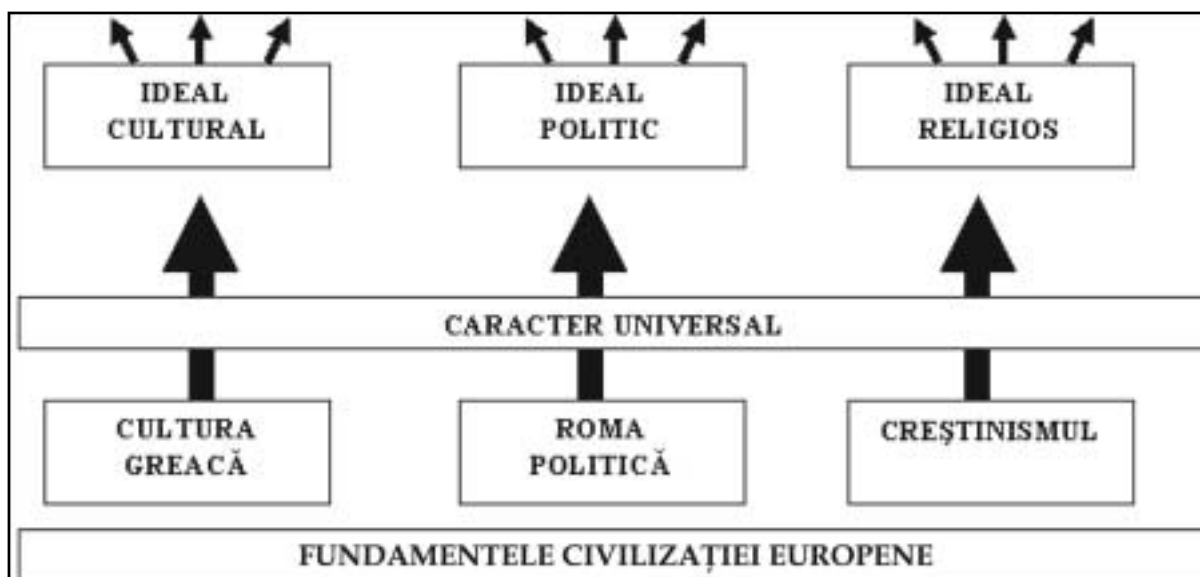 IDEAL
CULTURAL
IDEAL
POLITIC
IDEAL
RELIGIOS
CARACTER UNIVERSAL
CULTURA
GREACĂ
ROMA
POLITICĂ
CREŞTINISMUL
FUNDAMENTELE CIVILIZAŢIEI EUROPENE